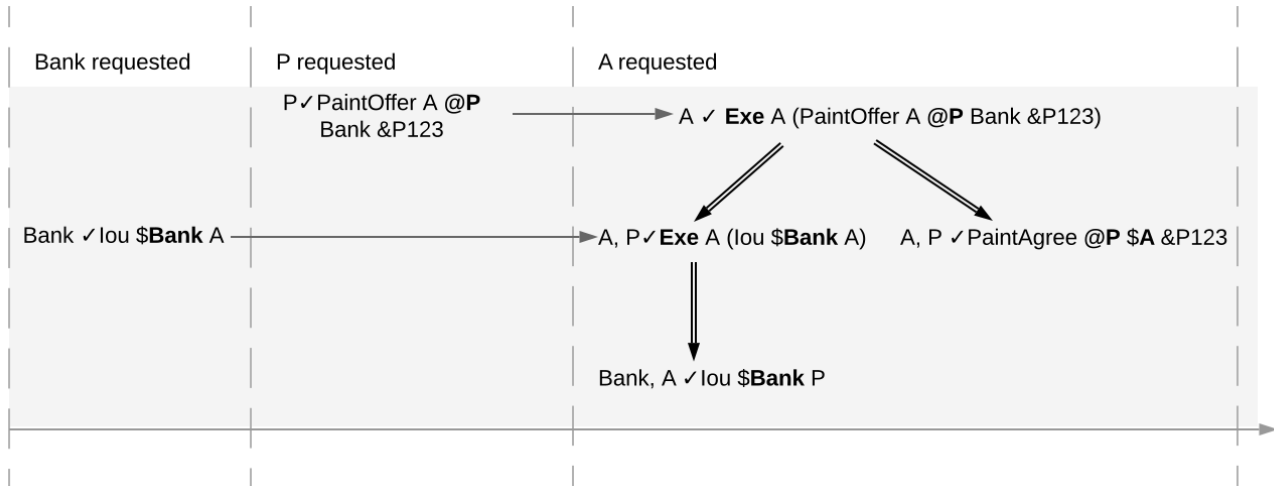 Bank requested
P requested
A requested
P✓PaintOffer A @P
Bank &P123
A ✓ Exe A (PaintOffer A @P Bank &P123)
Bank ✓Iou $Bank A
A, P✓Exe A (Iou $Bank A)
A, P ✓PaintAgree @P $A &P123
Bank, A ✓Iou $Bank P